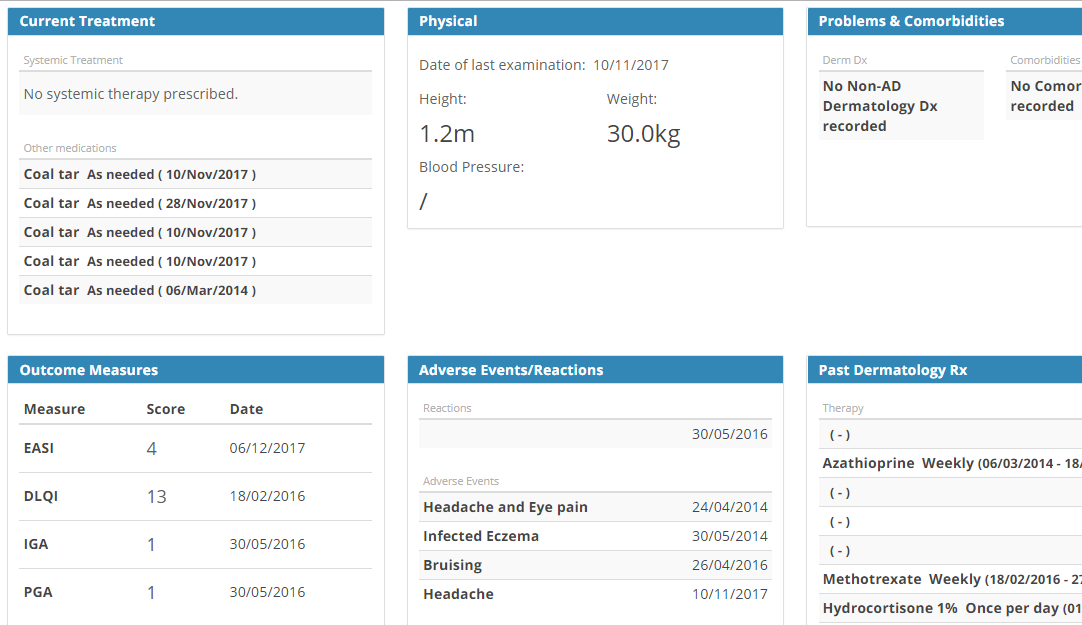 Current Treatment
Systemic Treatment
No systemic therapy prescribed.
Other medications
Coal tar As needed ( 10/Nov/2017 )
Coal tar As needed ( 28/Nov/2017 )
Coal tar As needed ( 10/Nov/2017 )
Coal tar As needed ( 10/Nov/2017 )
Coal tar As needed ( 06/Mar/2014 )
Physical
Date of last examination: 10/11/2017
Height: Weight:
1.2m 30.0kg
Blood Pressure:
/
Problems & Comorbidities
Derm Dx
No Non-AD
Dermatology Dx
recorded
Comorbidities
No Comor
recorded
Outcome Measures
Measure Score Date
EASI 4 06/12/2017
DLQI 13 18/02/2016
IGA 1 30/05/2016
PGA 1 30/05/2016
Adverse Events/Reactions
Reactions
30/05/2016
Adverse Events
Headache and Eye pain 24/04/2014
Infected Eczema 30/05/2014
Bruising 26/04/2016
Headache 10/11/2017
Past Dermatology Rx
Therapy
( - )
Azathioprine Weekly (06/03/2014 - 18/
( - )
( - )
( - )
Methotrexate Weekly (18/02/2016 - 27
Hydrocortisone 1% Once per day (01